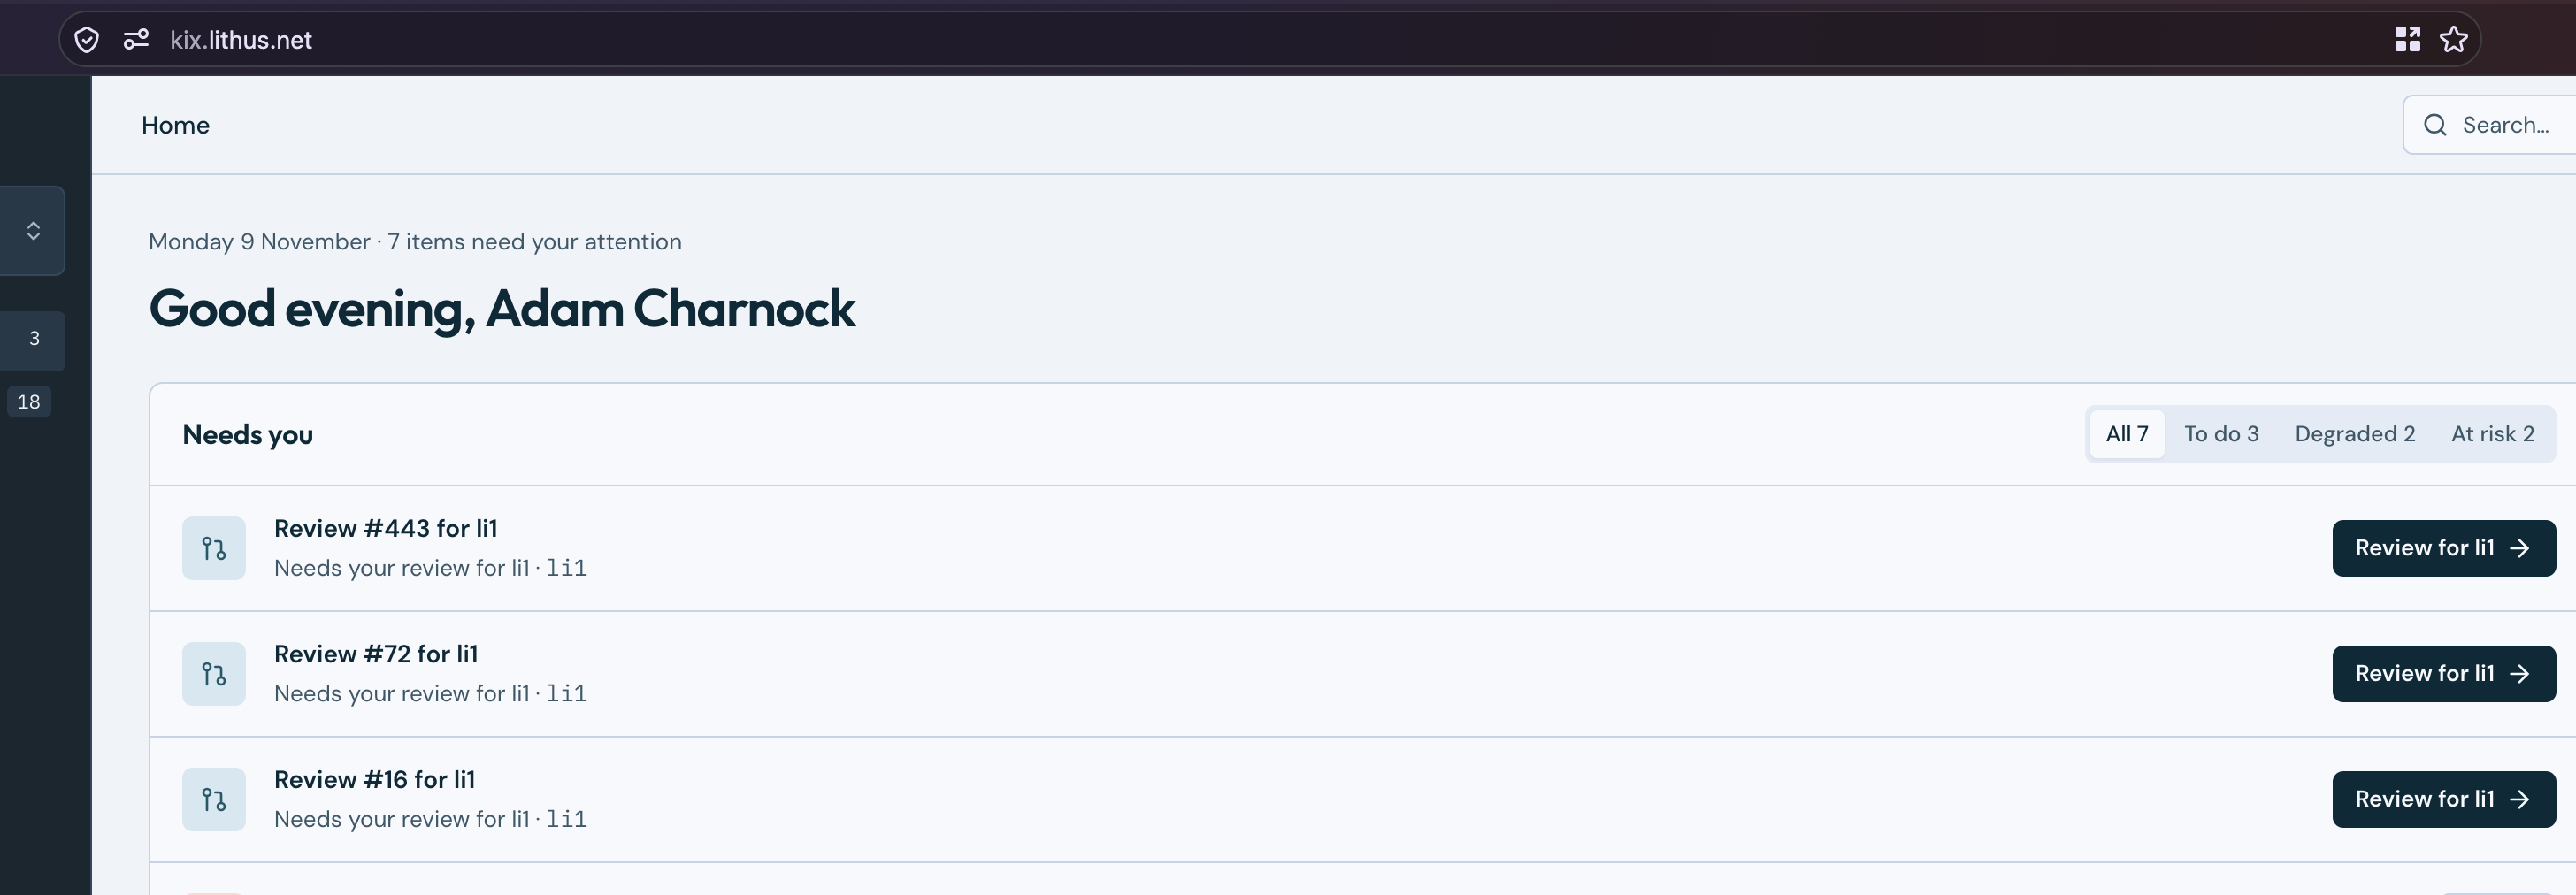 kix.lithus.net
Home
Search...
3
18
Monday 9 November · 7 items need your attention
Good evening, Adam Charnock
Needs you
All 7 To do 3 Degraded 2 At risk 2
Review #443 for li1
Needs your review for li1 · li1
Review for li1
Review #72 for li1
Needs your review for li1 · li1
Review for li1
Review #16 for li1
Needs your review for li1 · li1
Review for li1